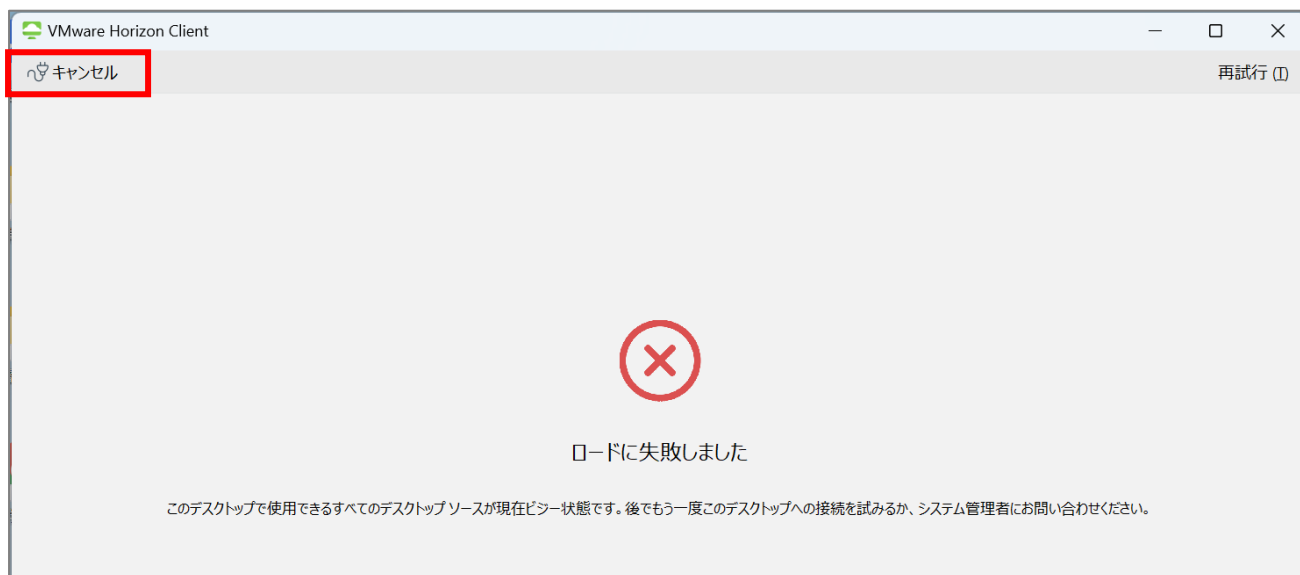 VMware Horizon Client
キャンセル 再試行 (T)
ロードに失敗しました
このデスクトップで使用できるすべてのデスクトップ ソースが現在ビジー状態です。後でもう一度このデスクトップへの接続を試みるか、システム管理者にお問い合わせください。